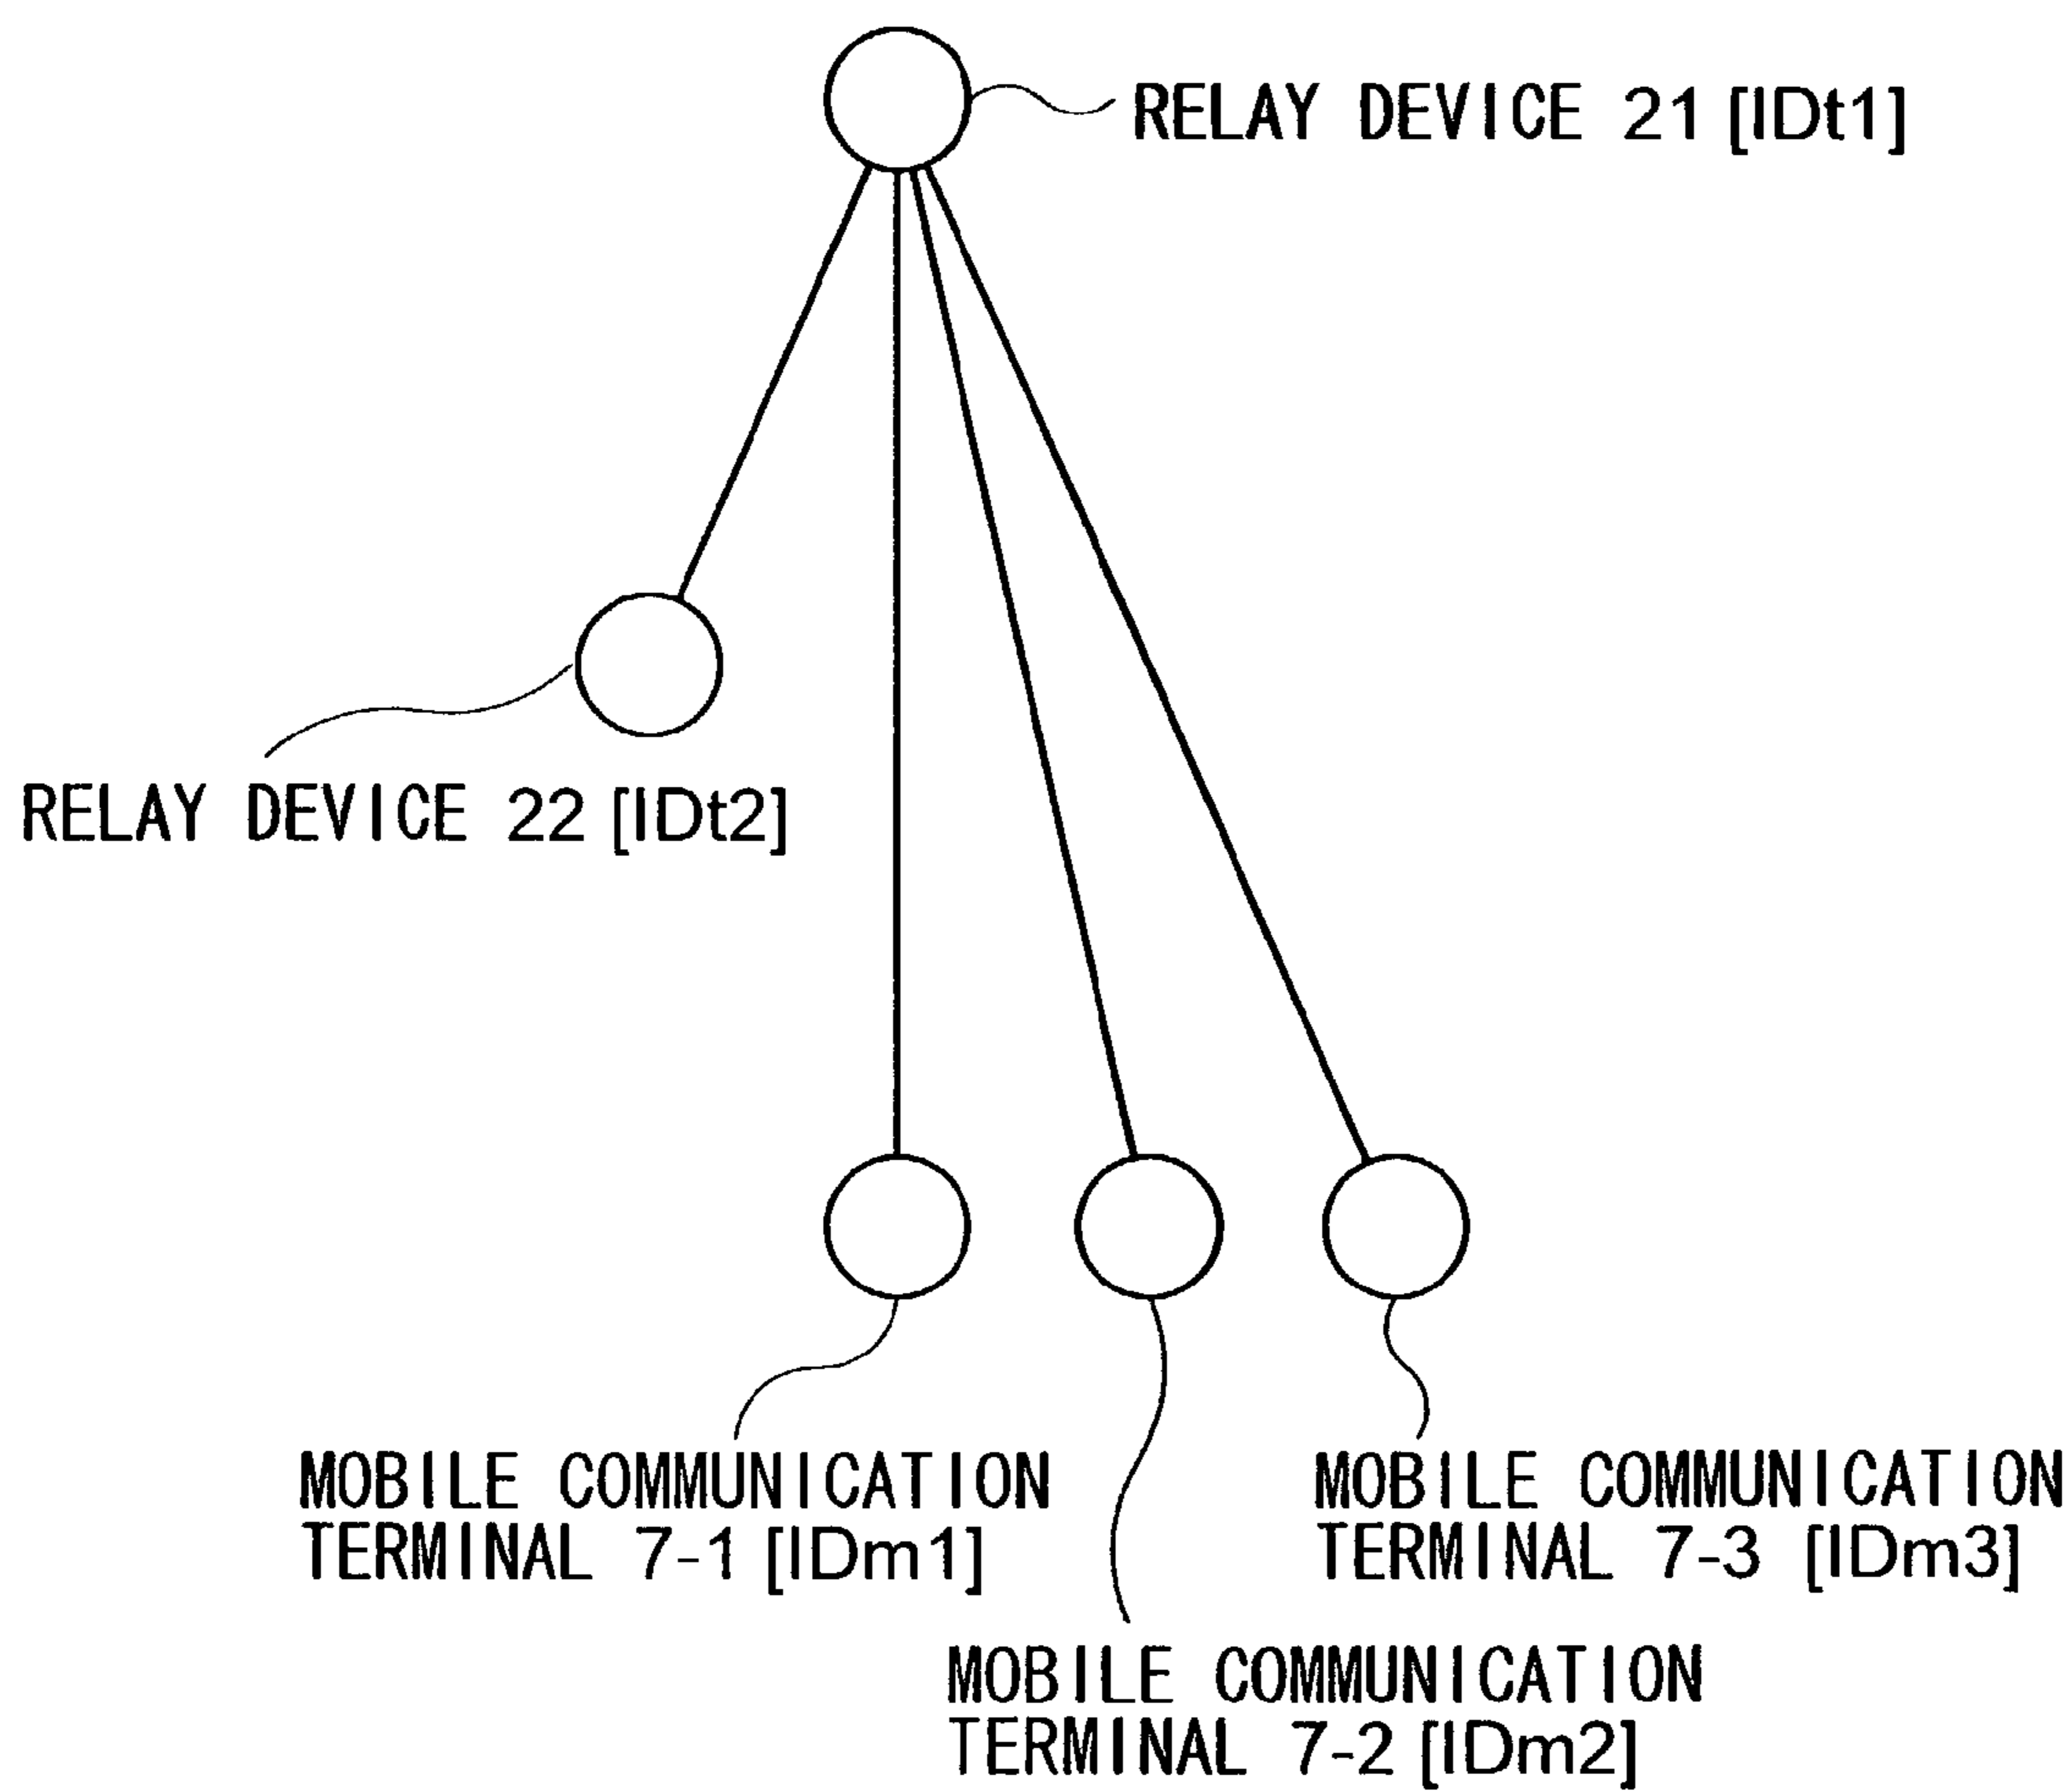 RELAY DEVICE 21 [IDt1]
RELAY DEVICE 22 [IDt2]
MOBILE COMMUNICATION
TERMINAL 7-1 [IDm1]
MOBILE COMMUNICATION
TERMINAL 7-3 [IDm3]
MOBILE COMMUNICATION
TERMINAL 7-2 [IDm2]